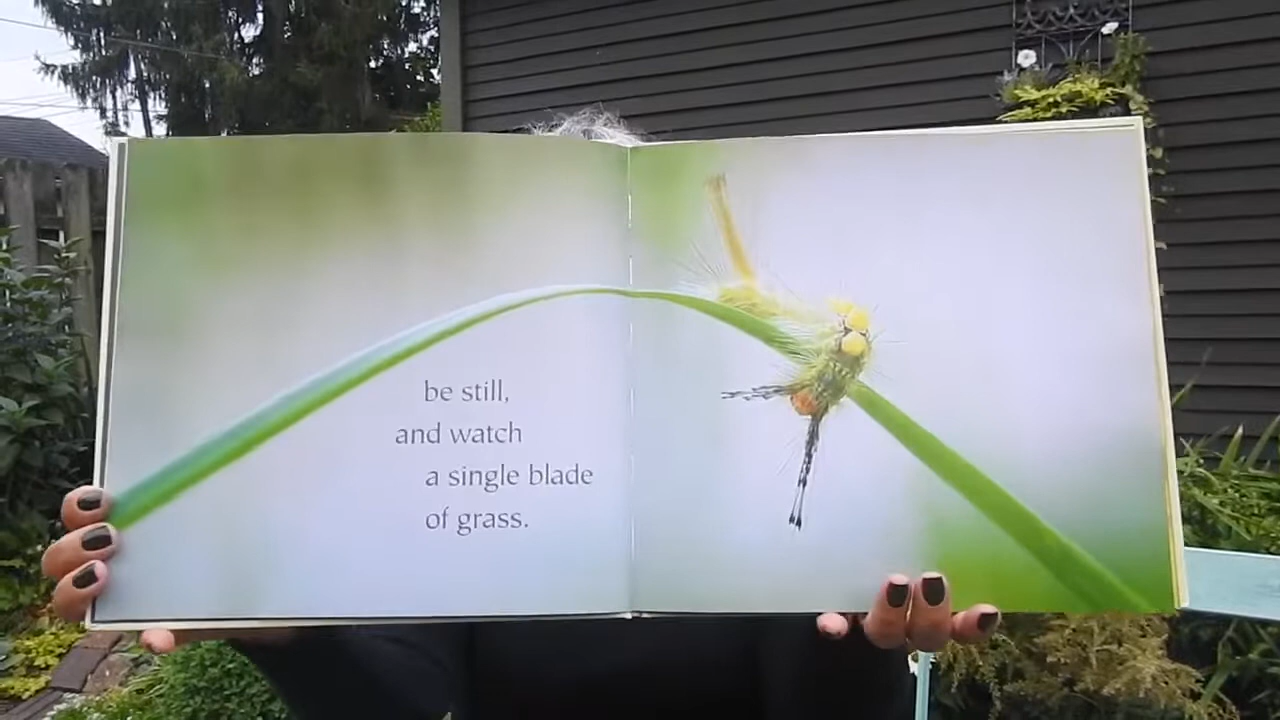 be still,
and watch
a single blade
of grass.